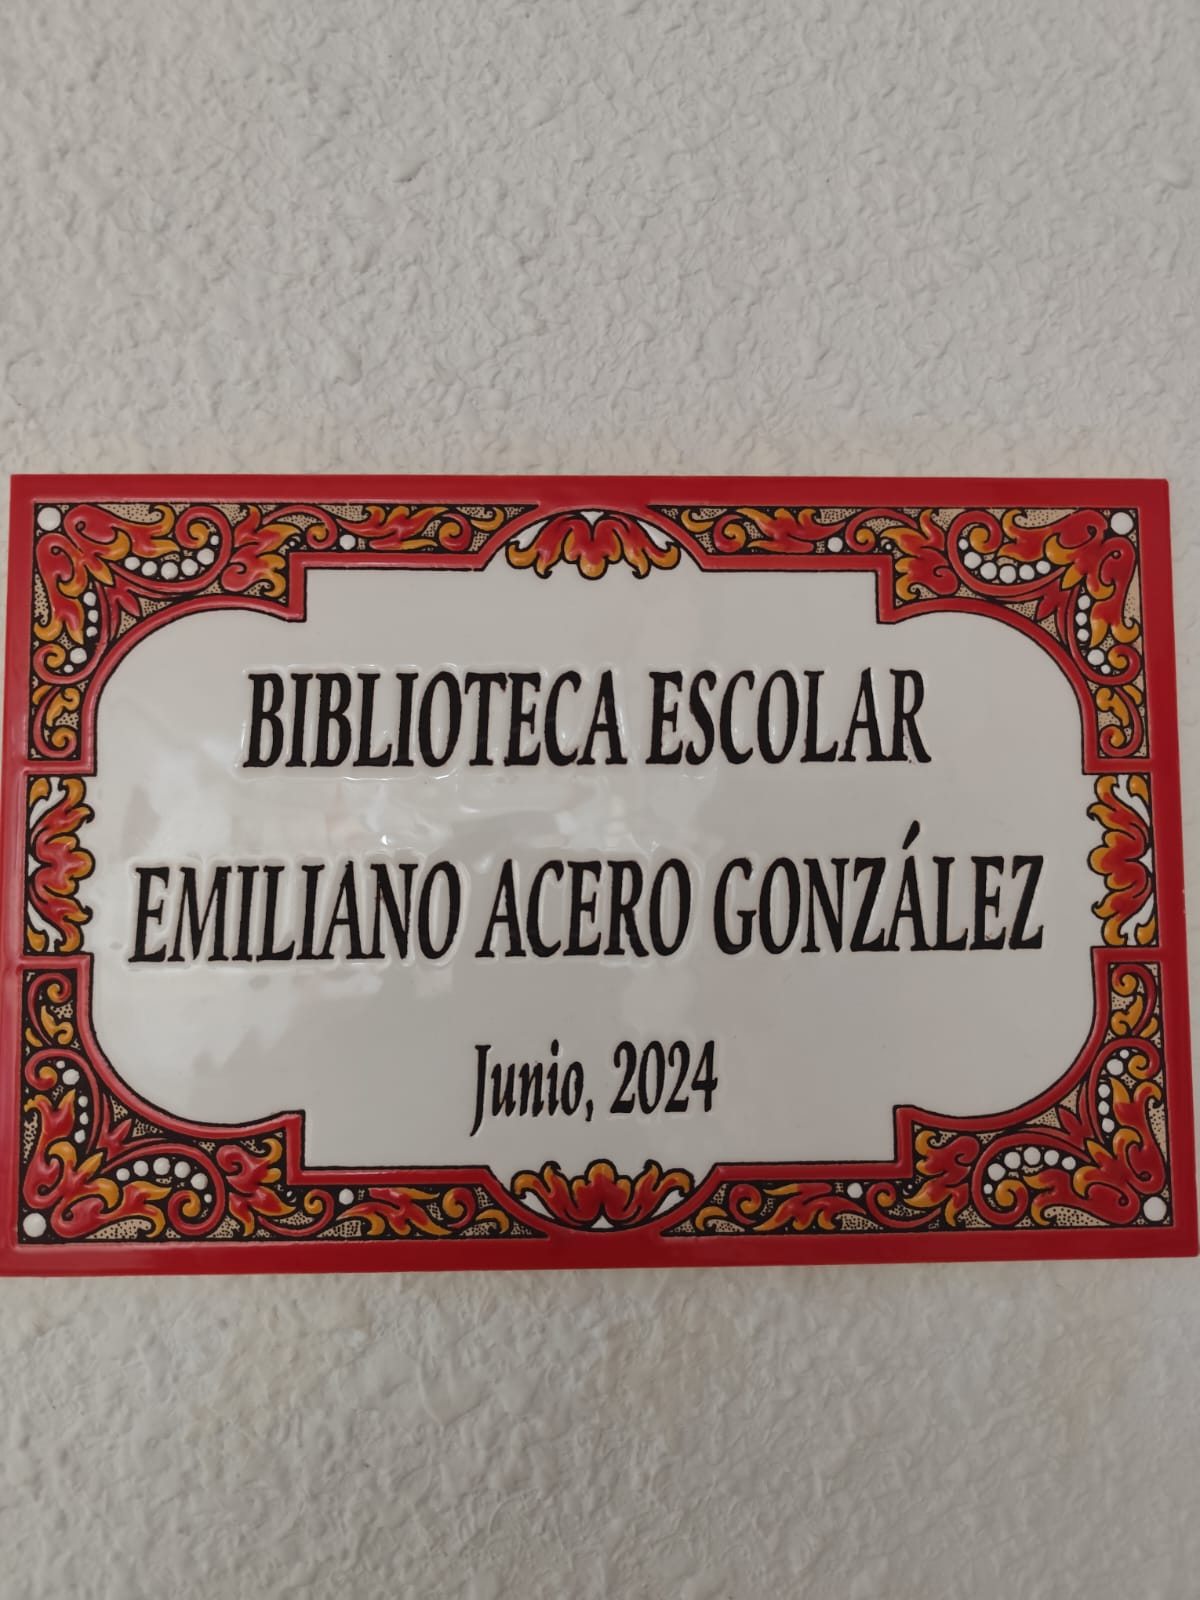 BIBLIOTECA ESCOLAR
EMILIANO ACERO GONZÁLEZ
Junio, 2024